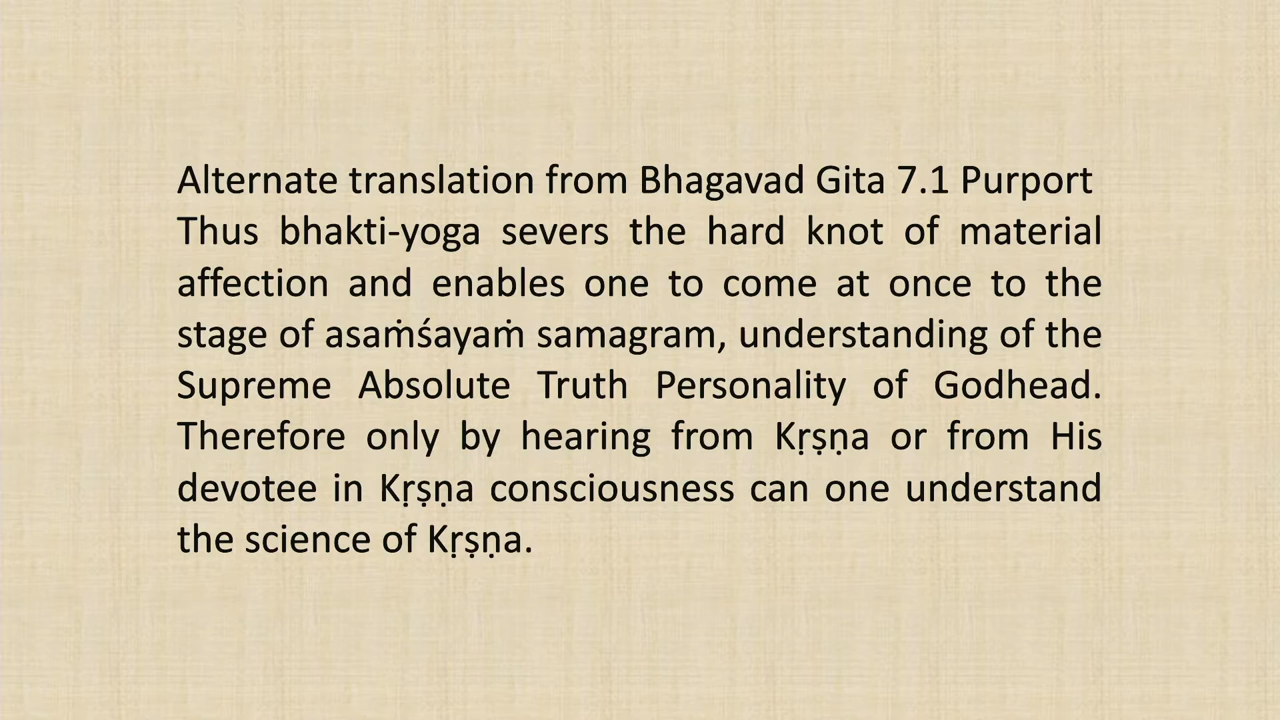 Alternate translation from Bhagavad Gita 7.1 Purport
Thus bhakti-yoga severs the hard knot of material
affection and enables one to come at once to the
stage of asaṁśayaṁ samagram, understanding of the
Supreme Absolute Truth Personality of Godhead.
Therefore only by hearing from Kṛṣṇa or from His
devotee in Kṛṣṇa consciousness can one understand
the science of Kṛṣṇa.